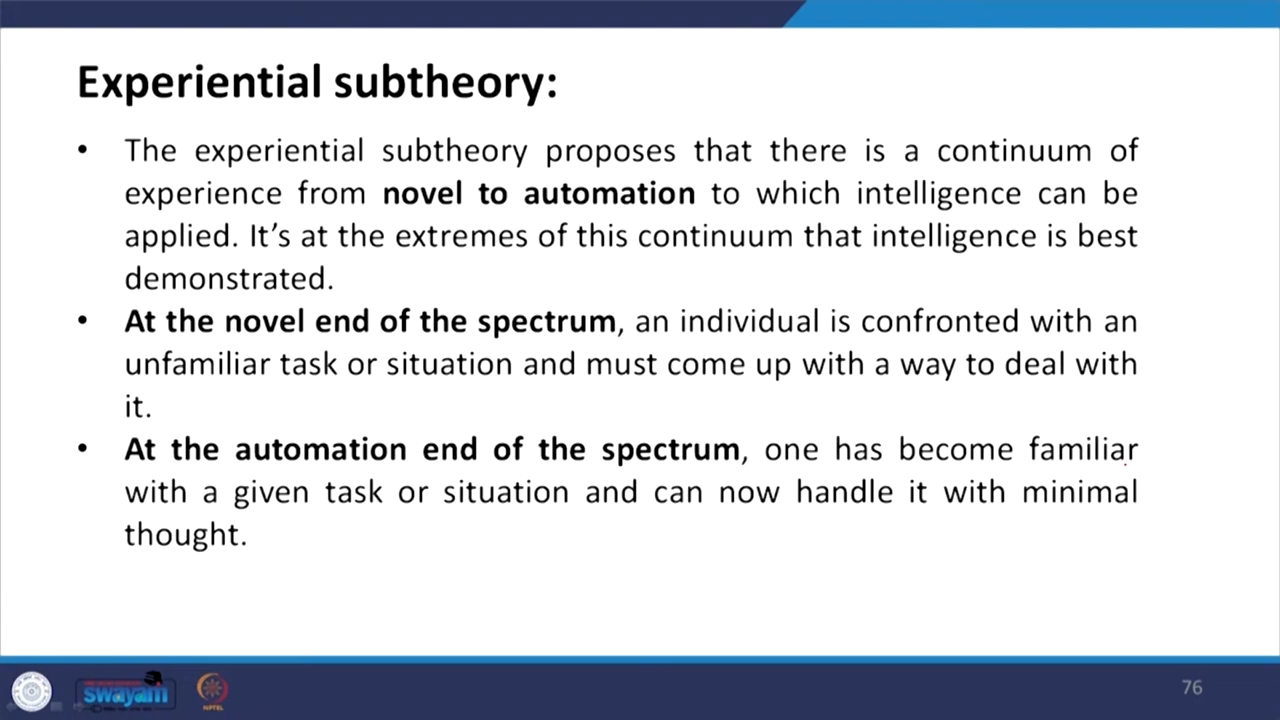 Experiential subtheory:
• The experiential subtheory proposes that there is a continuum of
experience from novel to automation to which intelligence can be
applied. It’s at the extremes of this continuum that intelligence is best
demonstrated.
• At the novel end of the spectrum, an individual is confronted with an
unfamiliar task or situation and must come up with a way to deal with
it.
• At the automation end of the spectrum, one has become familiar
with a given task or situation and can now handle it with minimal
thought.
swayam
NPTEL
76